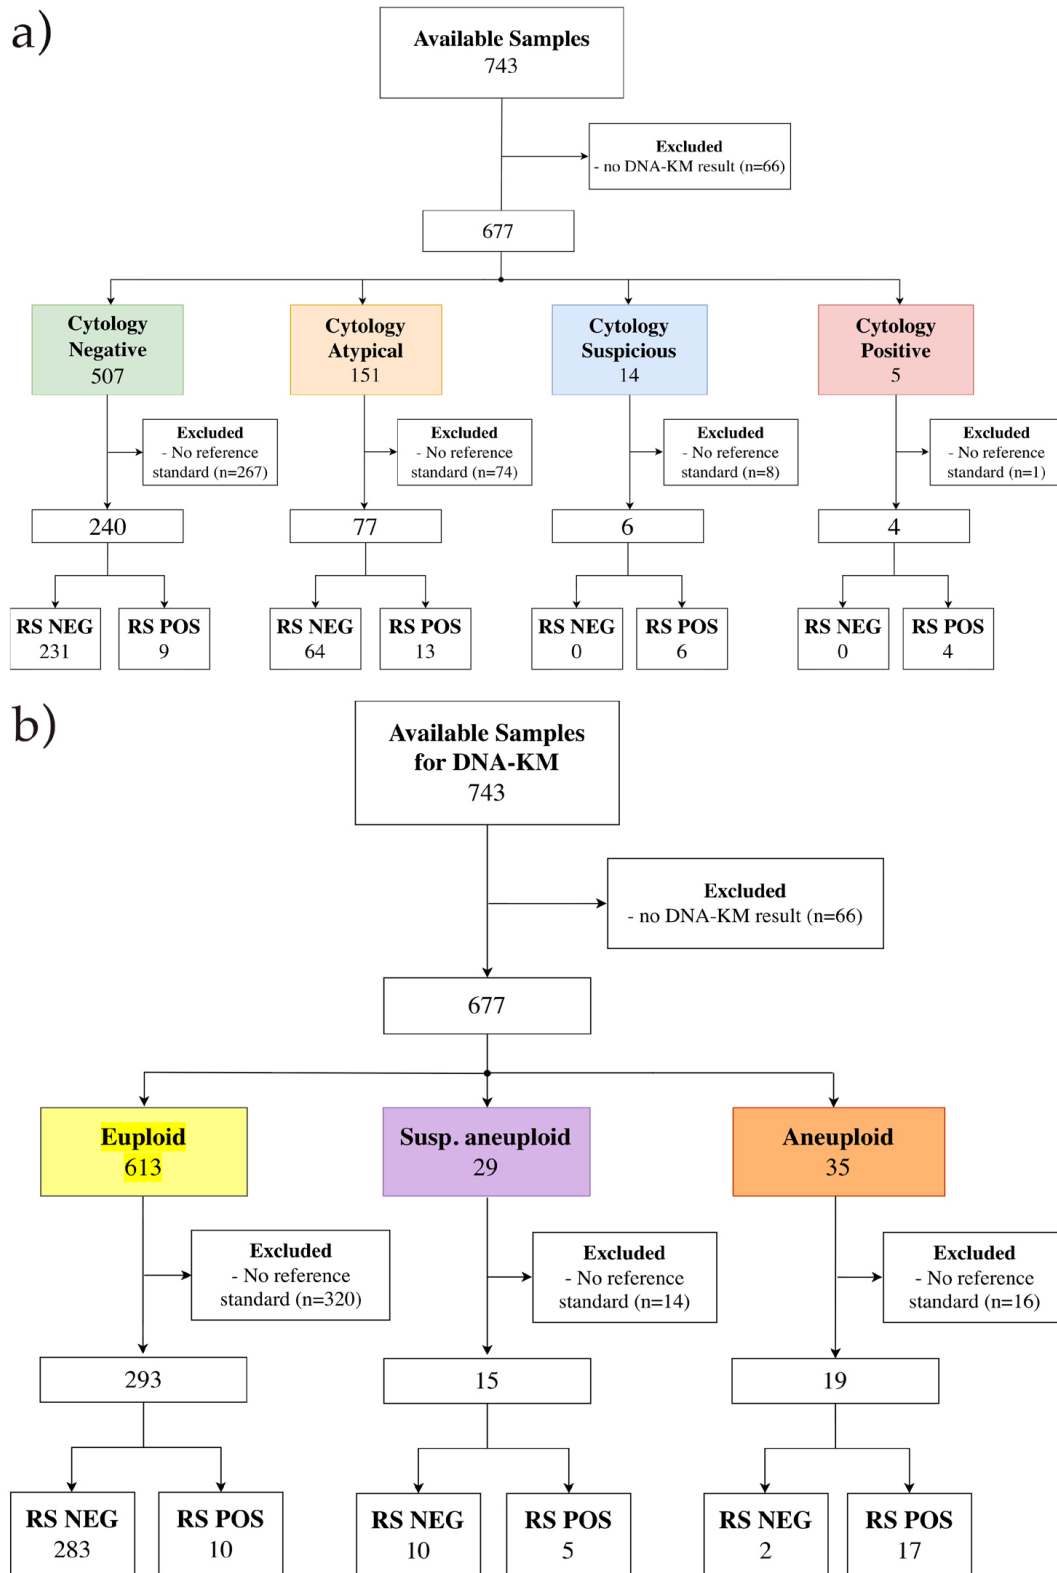 a)
Available Samples
743
Excluded
- no DNA-KM result (n=66)
677
Cytology
Negative
507
Cytology
Atypical
151
Cytology
Suspicious
14
Cytology
Positive
5
Excluded
- No reference
standard (n=267)
Excluded
- No reference
standard (n=74)
Excluded
- No reference
standard (n=8)
Excluded
- No reference
standard (n=1)
240
77
6
4
RS NEG
231
RS POS
9
RS NEG
64
RS POS
13
RS NEG
0
RS POS
6
RS NEG
0
RS POS
4
b)
Available Samples
for DNA-KM
743
Excluded
- no DNA-KM result (n=66)
677
Euploid
613
Susp. aneuploid
29
Aneuploid
35
Excluded
- No reference
standard (n=320)
Excluded
- No reference
standard (n=14)
Excluded
- No reference
standard (n=16)
293
15
19
RS NEG
283
RS POS
10
RS NEG
10
RS POS
5
RS NEG
2
RS POS
17